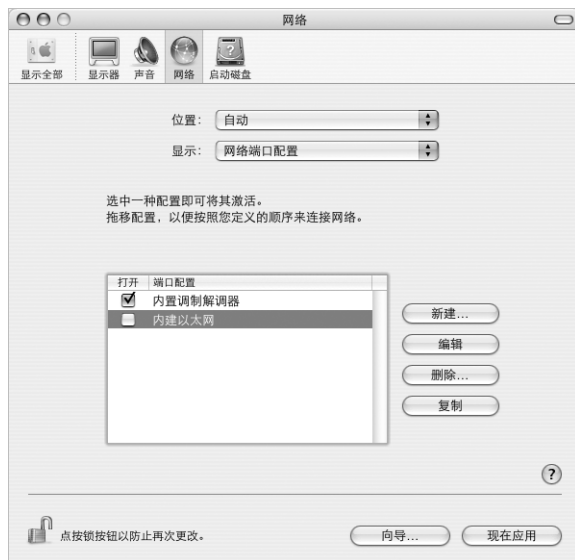 网络
显示全部 显示器 声音 网络 启动磁盘
位置: 自动
显示: 网络端口配置
选中一种配置即可将其激活。
拖移配置，以便按照您定义的顺序来连接网络。
打开 端口配置
内置调制解调器
内建以太网
新建...
编辑
删除...
复制
?
点按锁按钮以防止再次更改。
向导... 现在应用